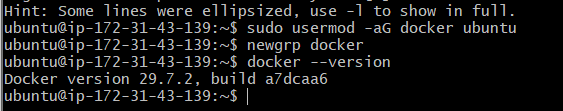 Hint: Some lines were ellipsized, use -l to show in full.
ubuntu@ip-172-31-43-139:~$ sudo usermod -aG docker ubuntu
ubuntu@ip-172-31-43-139:~$ newgrp docker
ubuntu@ip-172-31-43-139:~$ docker --version
Docker version 29.7.2, build a7dcaa6
ubuntu@ip-172-31-43-139:~$